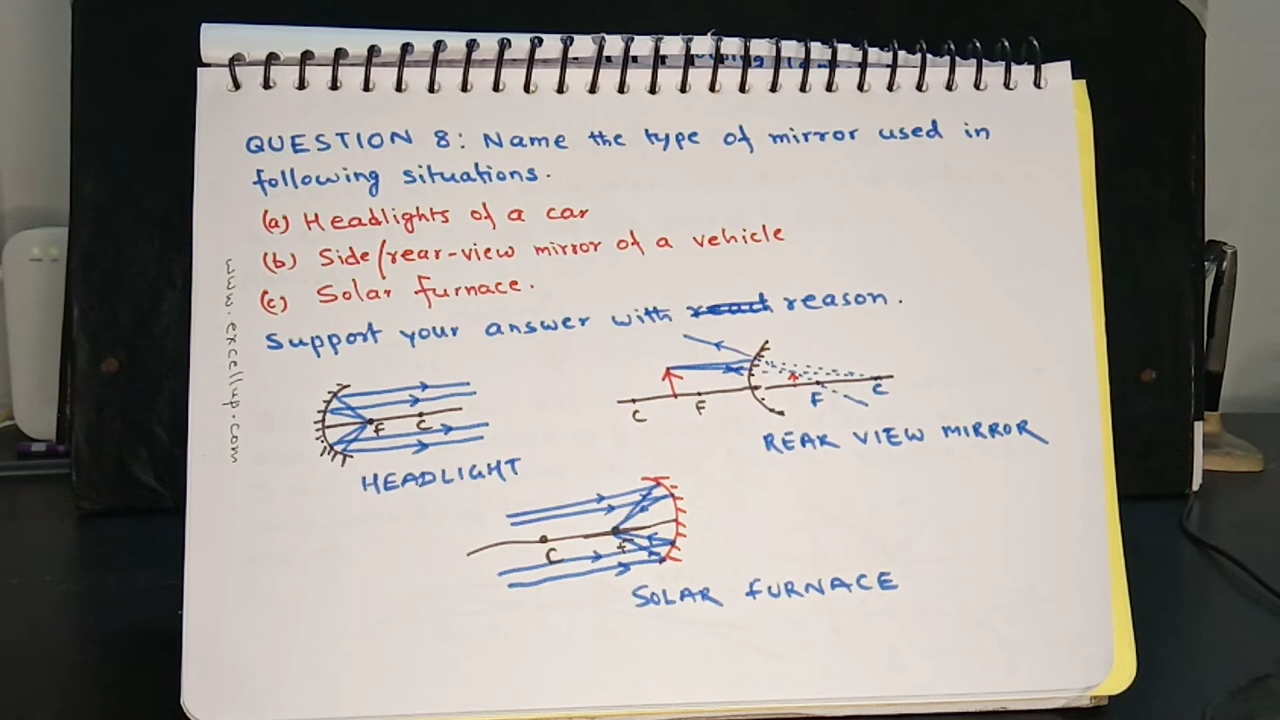 QUESTION 8: Name the type of mirror used in
following situations.
(a) Headlights of a car
(b) Side/rear-view mirror of a vehicle
(c) Solar furnace.
Support your answer with reason.
www.excellup.com
F C
HEADLIGHT
C F F C
REAR VIEW MIRROR
C F
SOLAR FURNACE